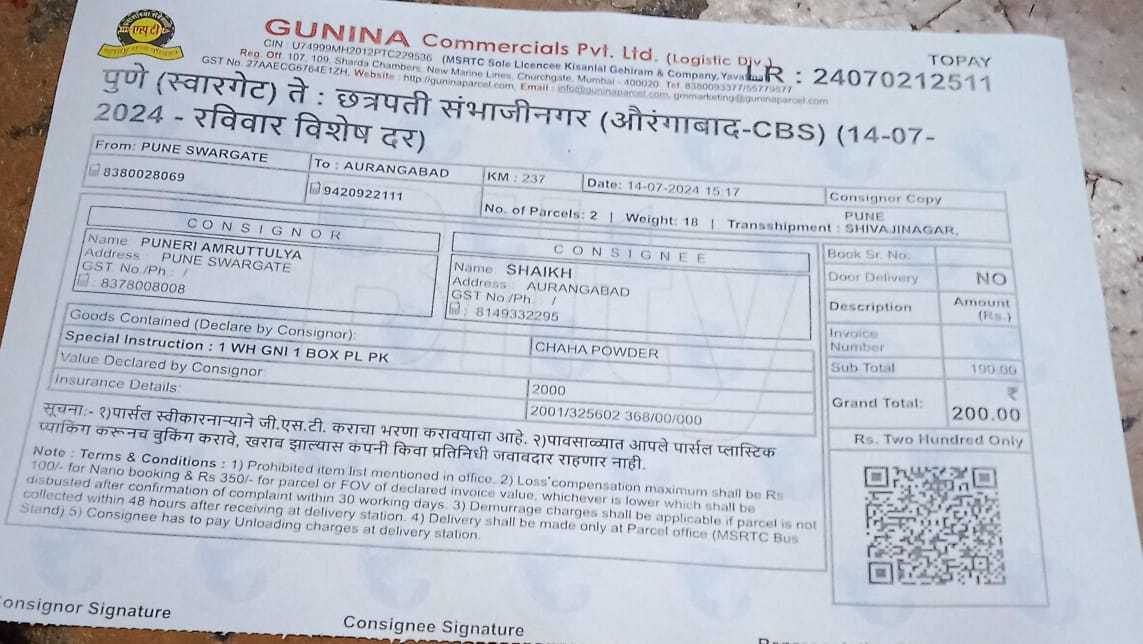 एस टी
GUNINA Commercials Pvt. Ltd. (Logistic Div.)
TOPAY
CIN : U74999MH2012PTC229536 (MSRTC Sole Licencee Kisanlal Gehiram & Company, Yava
LR : 24070212511
Reg. Off. 107, 109, Sharda Chambers, New Marine Lines, Churchgate, Mumbai - 400020. Tel. 8380093377/55779577
GST No. 27AAECG6764E1ZH, Website : http://guninaparcel.com, Email : info@guninaparcel.com, gmmarketing@guninaparcel.com
पुणे (स्वारगेट) ते : छत्रपती संभाजीनगर (औरंगाबाद-CBS) (14-07-
2024 - रविवार विशेष दर)
From: PUNE SWARGATE
To : AURANGABAD
KM : 237
Date: 14-07-2024 15:17
Consignor Copy
8380028069
9420922111
No. of Parcels: 2 | Weight: 18 | Transshipment : PUNE SHIVAJINAGAR,
CONSIGNOR
Name: PUNERI AMRUTTULYA
Address : PUNE SWARGATE
GST No./Ph. : /
: 8378008008
CONSIGNEE
Name SHAIKH
Address : AURANGABAD
GST No./Ph. : /
: 8149332295
Book Sr. No.
Door Delivery NO
Description Amount (Rs.)
Invoice Number
Sub Total 190.00
Grand Total: ₹ 200.00
Rs. Two Hundred Only
Goods Contained (Declare by Consignor): CHAHA POWDER
Special Instruction : 1 WH GNI 1 BOX PL PK
Value Declared by Consignor 2000
Insurance Details: 2001/325602 368/00/000
सूचना:- १)पार्सल स्वीकारनाऱ्याने जी.एस.टी. कराचा भरणा करावयाचा आहे. २)पावसाळ्यात आपले पार्सल प्लास्टिक
प्याकिंग करूनच बुकिंग करावे, खराब झाल्यास कंपनी किवा प्रतिनिधी जवाबदार राहणार नाही.
Note : Terms & Conditions : 1) Prohibited item list mentioned in office. 2) Loss compensation maximum shall be Rs
100/- for Nano booking & Rs 350/- for parcel or FOV of declared invoice value, whichever is lower which shall be
disbusted after confirmation of complaint within 30 working days. 3) Demurrage charges shall be applicable if parcel is not
collected within 48 hours after receiving at delivery station. 4) Delivery shall be made only at Parcel office (MSRTC Bus
Stand) 5) Consignee has to pay Unloading charges at delivery station.
onsignor Signature
Consignee Signature